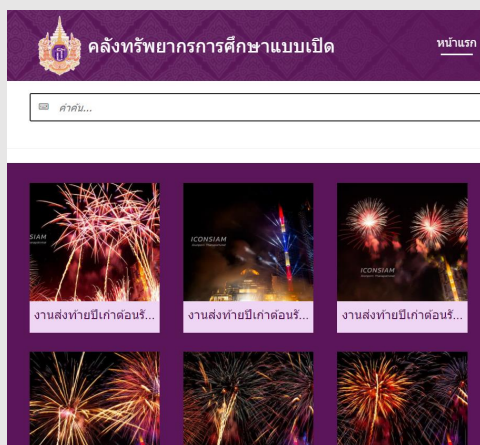 คลังทรัพยากรการศึกษาแบบเปิด
หน้าแรก
คำค้น...
SIAM
ICONSIAM
ICONSIAM
งานส่งท้ายปีเก่าต้อนรั...
งานส่งท้ายปีเก่าต้อนรั...
งานส่งท้ายปีเก่าต้อนรั...